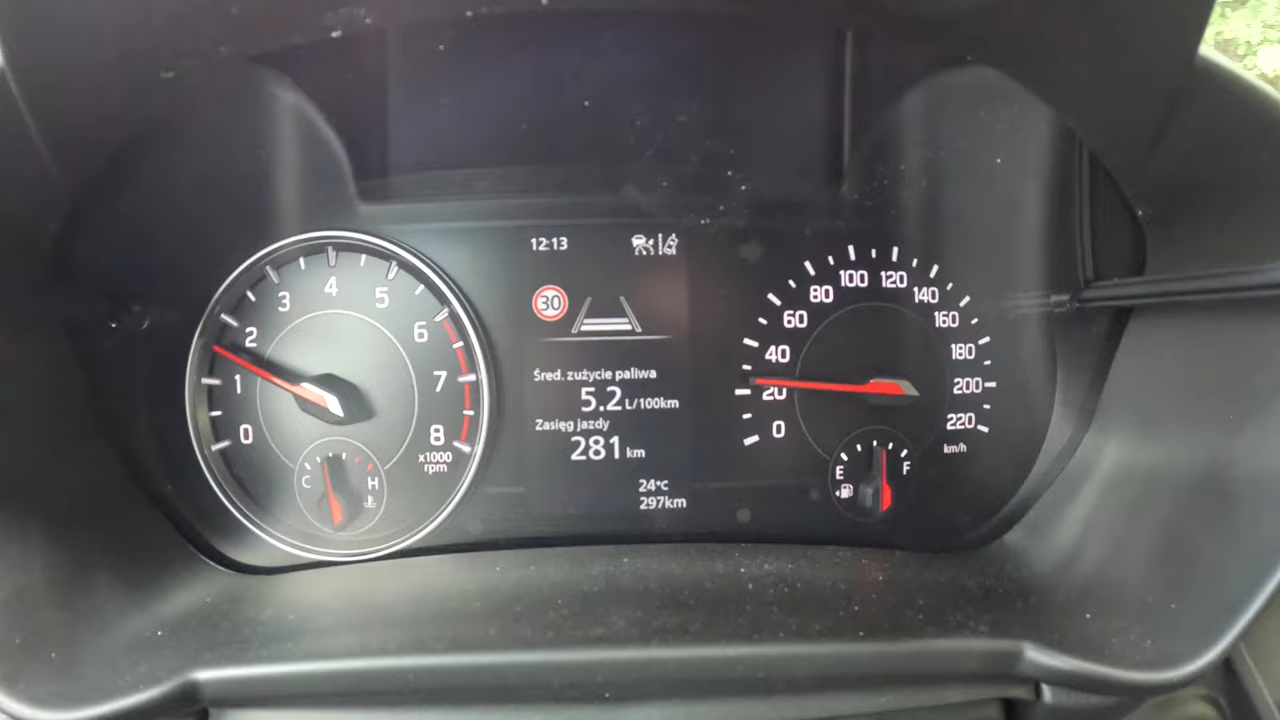 12:13
30
Śred. zużycie paliwa
5.2 L/100km
Zasięg jazdy
281 km
24°C
297km
0
1
2
3
4
5
6
7
8
x1000
rpm
C
H
0
20
40
60
80
100
120
140
160
180
200
220
km/h
E
F